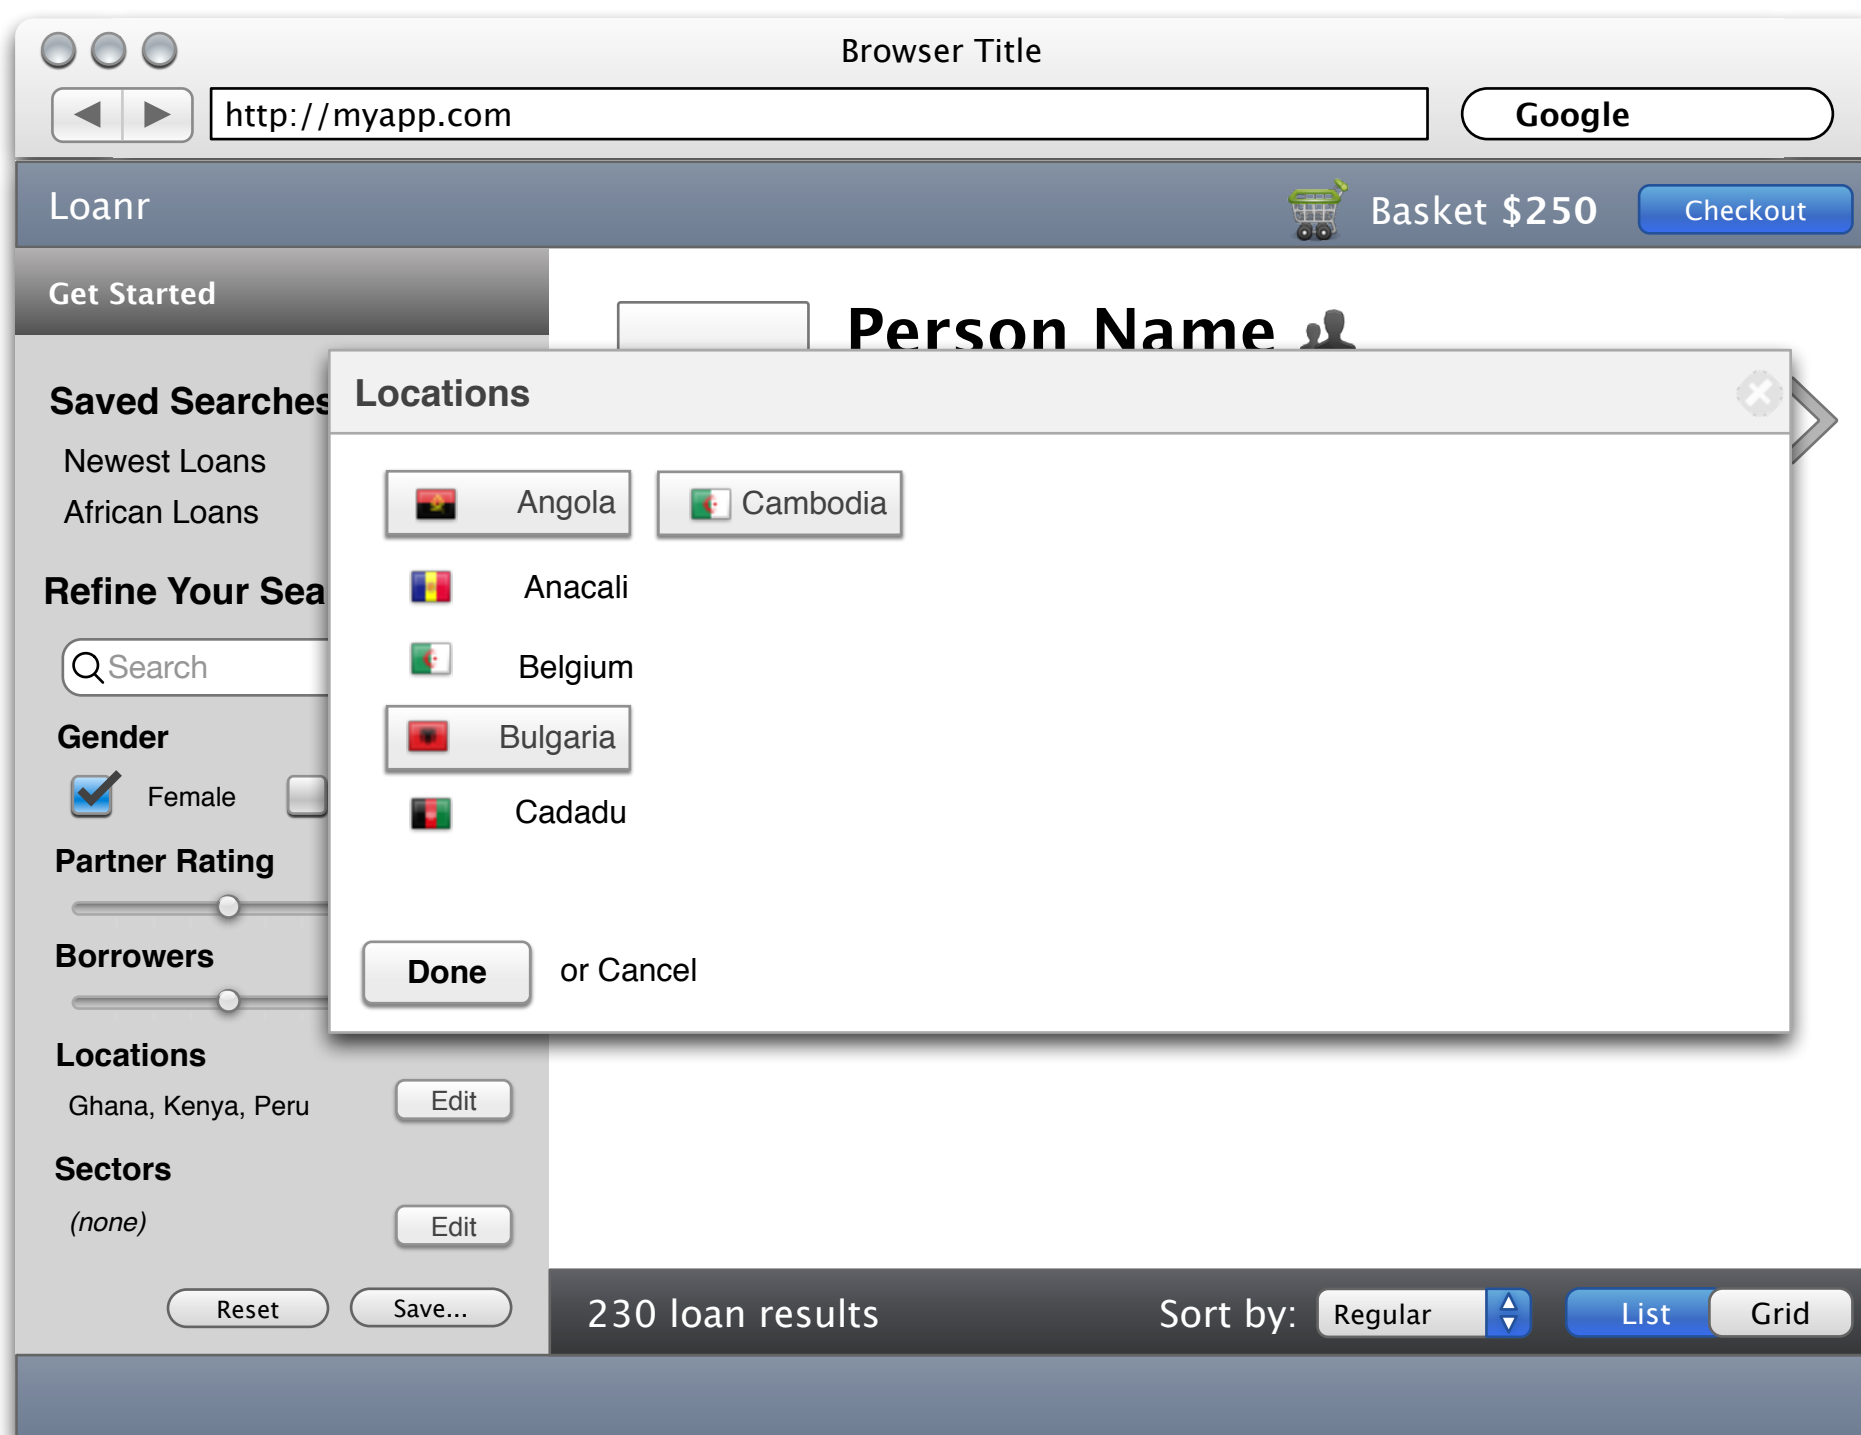 Browser Title
http://myapp.com
Google
Loanr
Basket $250
Checkout
Get Started
Person Name
Saved Searches
Newest Loans
African Loans
Refine Your Sea
Search
Gender
Female
Partner Rating
Borrowers
Locations
Ghana, Kenya, Peru
Edit
Sectors
(none)
Edit
Reset
Save...
Locations
Angola
Cambodia
Anacali
Belgium
Bulgaria
Cadadu
Done
or Cancel
230 loan results
Sort by:
Regular
List
Grid